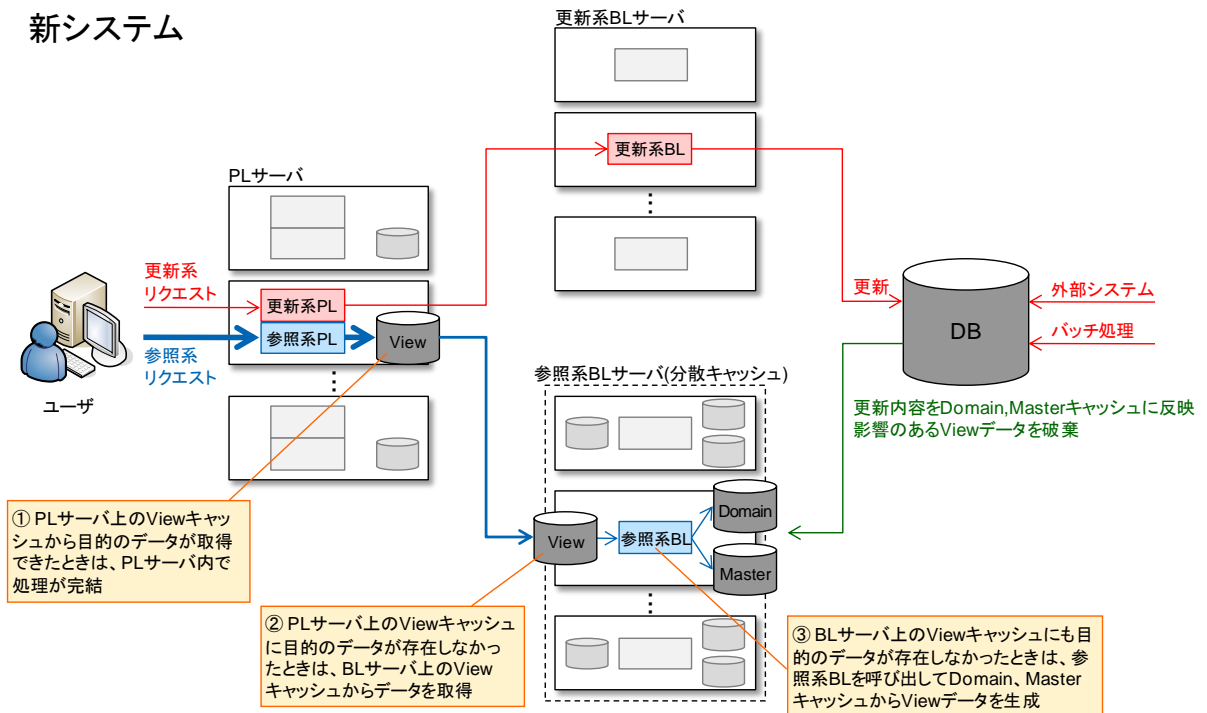 新システム
更新系BLサーバ
更新系BL
PLサーバ
更新系
リクエスト
更新系PL
参照系PL
View
参照系
リクエスト
ユーザ
更新
DB
外部システム
バッチ処理
参照系BLサーバ(分散キャッシュ)
更新内容をDomain,Masterキャッシュに反映
影響のあるViewデータを破棄
View
参照系BL
Domain
Master
① PLサーバ上のViewキャッ
シュから目的のデータが取得
できたときは、PLサーバ内で
処理が完結
② PLサーバ上のViewキャッシュ
に目的のデータが存在しなかっ
たときは、BLサーバ上のView
キャッシュからデータを取得
③ BLサーバ上のViewキャッシュにも目
的のデータが存在しなかったときは、参
照系BLを呼び出してDomain、Master
キャッシュからViewデータを生成